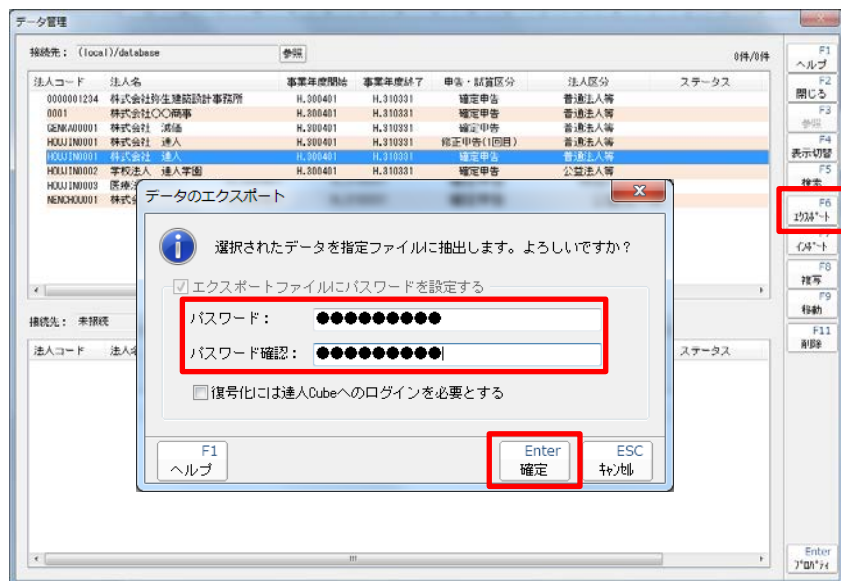 データ管理
接続先： (local)/database 参照 0件/0件
法人コード 法人名 事業年度開始 事業年度終了 申告・試算区分 法人区分 ステータス
0000001234 株式会社弥生建築設計事務所 H.300401 H.310331 確定申告 普通法人等
0001 株式会社〇〇商事 H.300401 H.310331 確定申告 普通法人等
GENKA00001 株式会社 減価 H.300401 H.310331 確定申告 普通法人等
HOUJIN0001 株式会社 達人 H.300401 H.310331 修正申告(1回目) 普通法人等
HOUJIN0001 株式会社 達人 H.300401 H.310331 確定申告 普通法人等
HOUJIN0002 学校法人 達人学園 H.300401 H.310331 確定申告 公益法人等
HOUJIN0003 医療法
NENCHOU001 株式会
データのエクスポート
選択されたデータを指定ファイルに抽出します。よろしいですか？
エクスポートファイルにパスワードを設定する
パスワード： ●●●●●●●●●
パスワード確認： ●●●●●●●●●
復号化には達人Cubeへのログインを必要とする
F1
ヘルプ
Enter
確定
ESC
キャンセル
接続先： 未接続
法人コード 法人名 ステータス
F1
ヘルプ
F2
閉じる
F3
参照
F4
表示切替
F5
検索
F6
エクスポート
F7
インポート
F8
複写
F9
移動
F11
削除
Enter
プロパティ